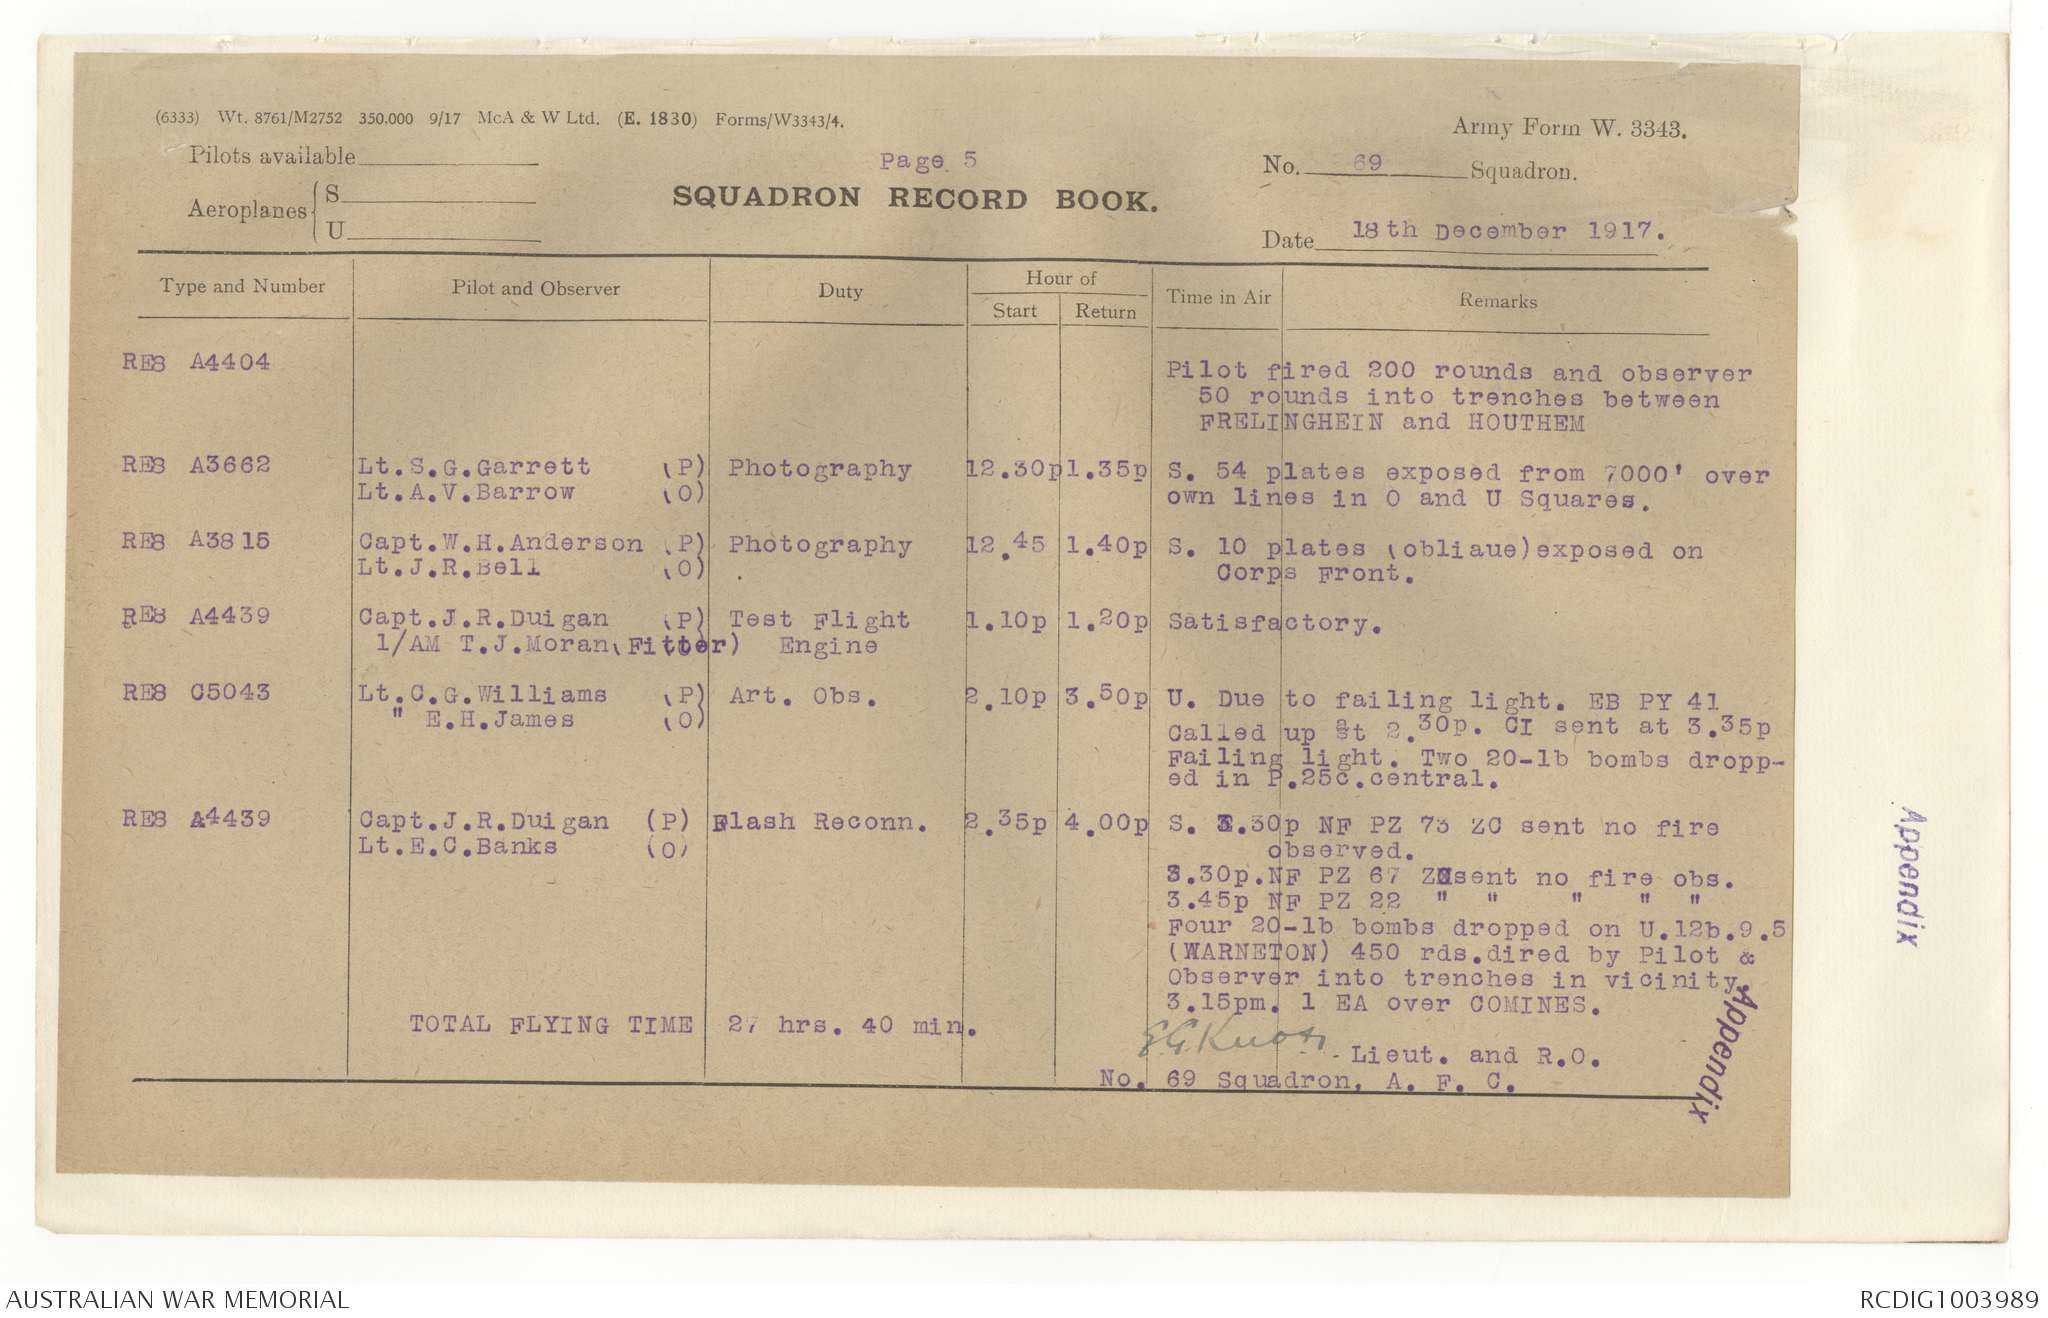 (6333) Wt. 8761/M2752 350,000 9/17 McA & W Ltd. (E. 1830) Forms/W3343/4.
Army Form W. 3343.
Pilots available
Page 5
No. 69 Squadron.
Aeroplanes { S
U
SQUADRON RECORD BOOK.
Date 18th December 1917.
Type and Number Pilot and Observer Duty Hour of Time in Air Remarks
Start Return
RE8 A4404 Pilot fired 200 rounds and observer
50 rounds into trenches between
FRELINGHEIN and HOUTHEM
RE8 A3662 Lt.S.G.Garrett (P) Photography 12.30p 1.35p S. 54 plates exposed from 7000' over
Lt.A.V.Barrow (O) own lines in O and U Squares.
RE8 A3815 Capt.W.H.Anderson (P) Photography 12.45 1.40p S. 10 plates (obliaue)exposed on
Lt.J.R.Bell (O) Corps Front.
RE8 A4439 Capt.J.R.Duigan (P) Test Flight 1.10p 1.20p Satisfactory.
1/AM T.J.Moran(Fitter) Engine
RE8 C5043 Lt.C.G.Williams (P) Art. Obs. 2.10p 3.50p U. Due to failing light. EB PY 41
" E.H.James (O) Called up at 2.30p. CI sent at 3.35p
Failing light. Two 20-lb bombs dropp-
ed in P.25c.central.
RE8 A4439 Capt.J.R.Duigan (P) Flash Reconn. 2.35p 4.00p S. 3.30p NF PZ 73 ZC sent no fire
Lt.E.C.Banks (O) observed.
3.30p.NF PZ 67 ZC sent no fire obs.
3.45p NF PZ 22 " " " " "
Four 20-lb bombs dropped on U.12b.9.5
(WARNETON) 450 rds.dired by Pilot &
Observer into trenches in vicinity.
3.15pm. 1 EA over COMINES.
TOTAL FLYING TIME 27 hrs. 40 min.
E.G. Knox Lieut. and R.O.
No. 69 Squadron, A. F. C.
Appendix
Appendix
AUSTRALIAN WAR MEMORIAL
RCDIG1003989